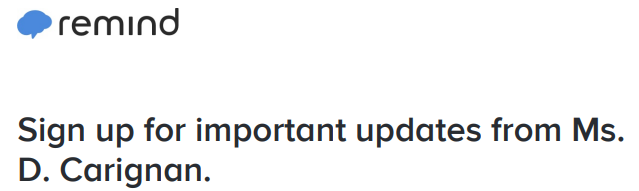 remind
Sign up for important updates from Ms.
D. Carignan.